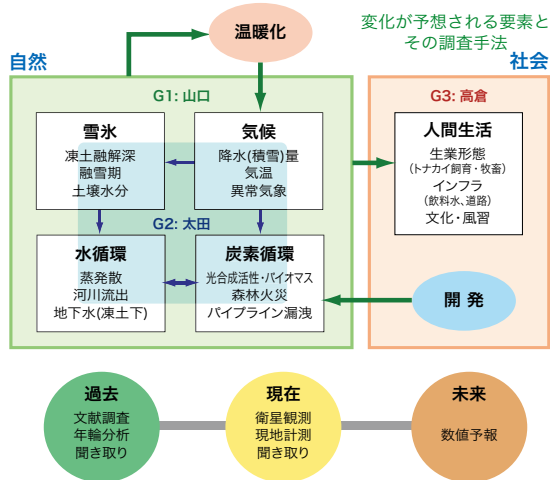 変化が予想される要素と
その調査手法
温暖化
自然
社会
G1: 山口
G3: 高倉
雪氷
凍土融解深
融雪期
土壌水分
気候
降水(積雪)量
気温
異常気象
人間生活
生業形態
(トナカイ飼育・牧畜)
インフラ
(飲料水、道路)
文化・風習
G2: 太田
水循環
蒸発散
河川流出
地下水(凍土下)
炭素循環
光合成活性・バイオマス
森林火災
パイプライン漏洩
開発
過去
文献調査
年輪分析
聞き取り
現在
衛星観測
現地計測
聞き取り
未来
数値予報